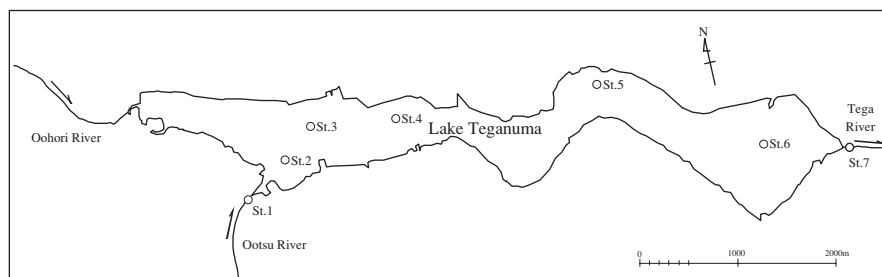 N
St.5
St.4
St.3
Lake Teganuma
Tega
River
Oohori River
St.6
St.7
St.2
St.1
Ootsu River
0 1000 2000m